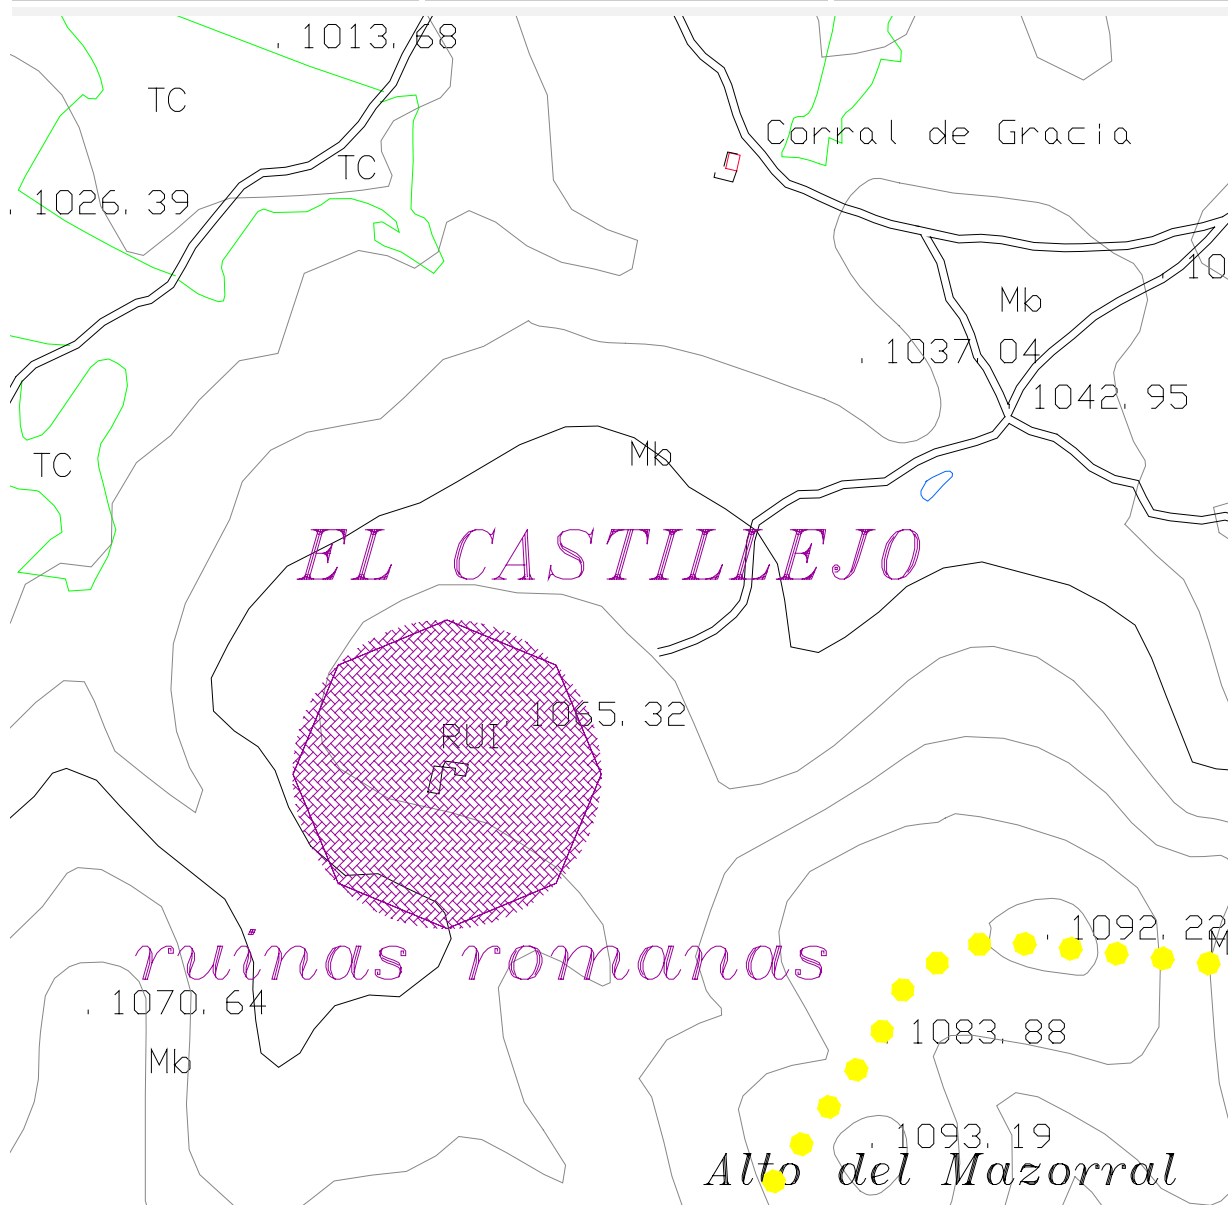 . 1013.68
TC
Corral de Gracia
TC
. 1026.39
. 10
Mb
. 1037.04
1042.95
Mb
TC
EL CASTILLEJO
. 1065.32
RUI
. 1092.22
M
ruinas romanas
. 1070.64
. 1083.88
Mb
. 1093.19
Alto del Mazorral